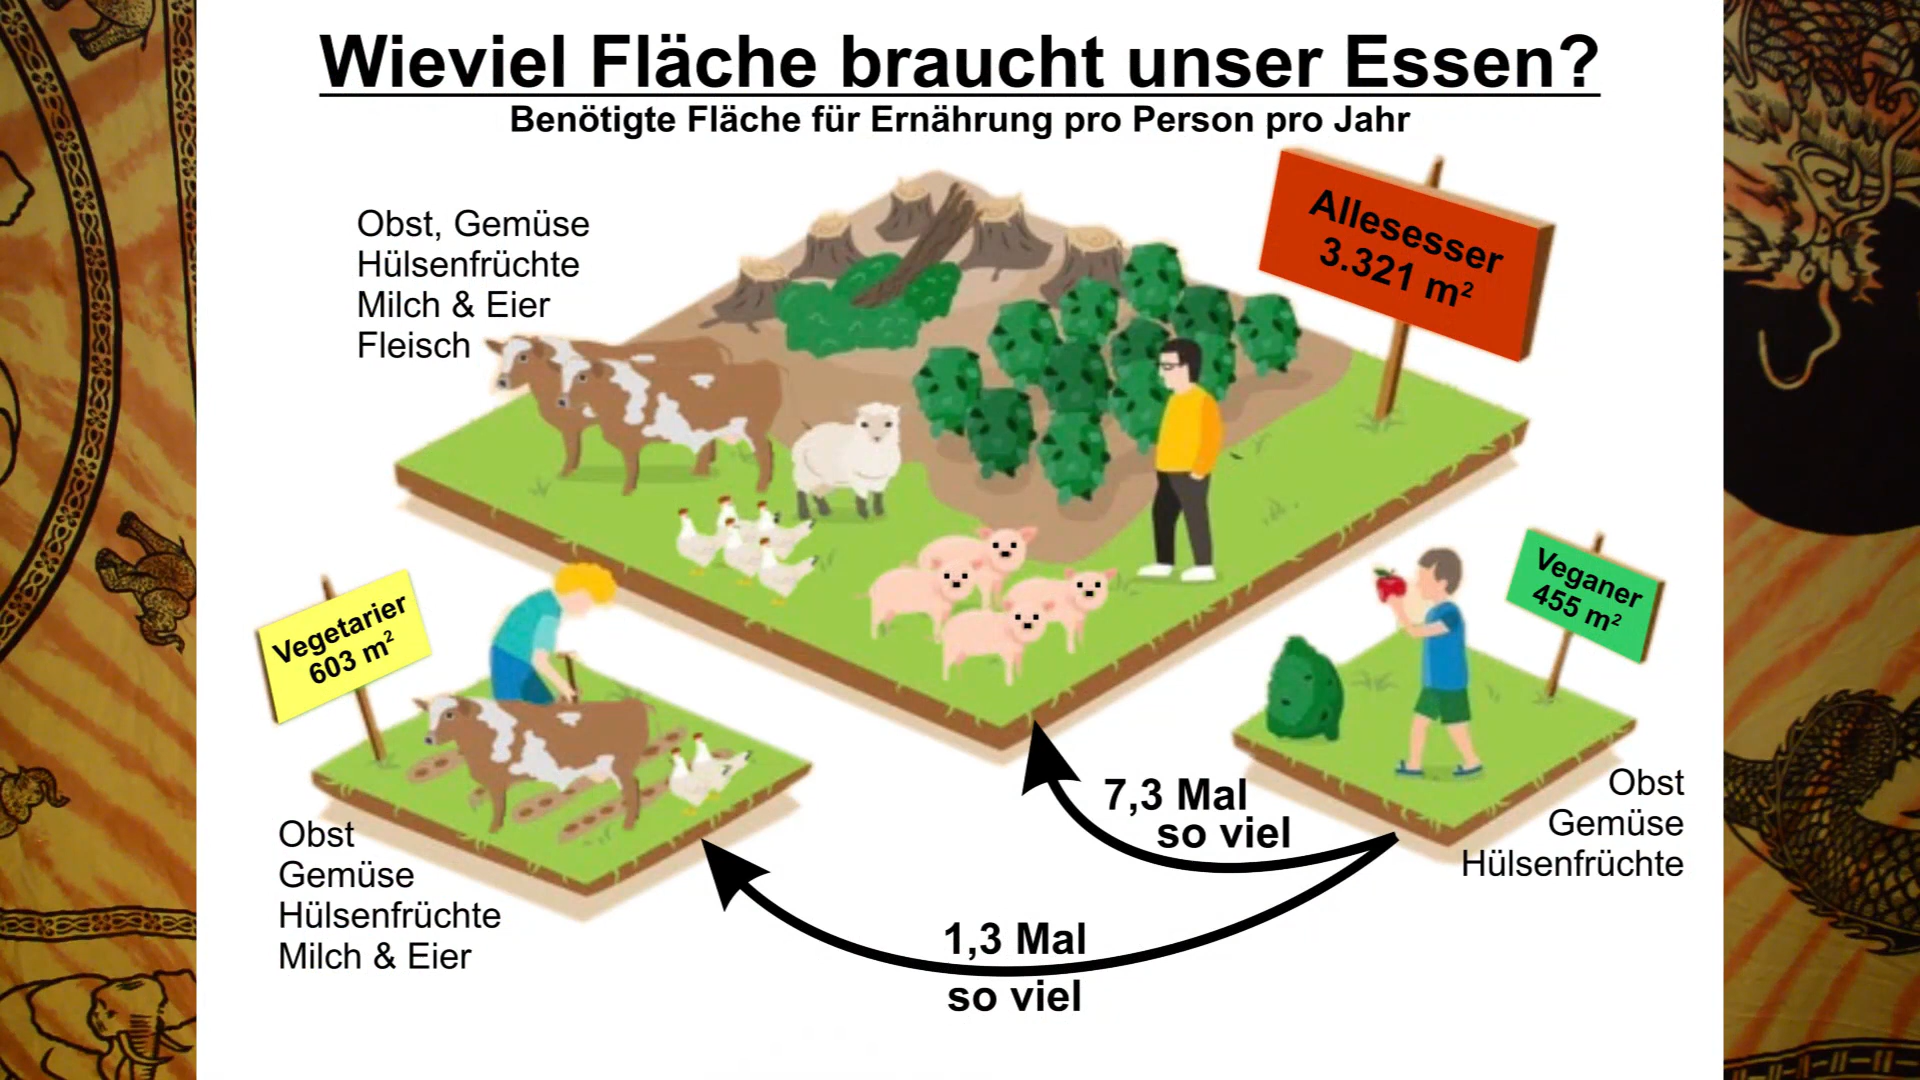 Wieviel Fläche braucht unser Essen?
Benötigte Fläche für Ernährung pro Person pro Jahr
Obst, Gemüse
Hülsenfrüchte
Milch & Eier
Fleisch
Allesesser
3.321 m²
Vegetarier
603 m²
Veganer
455 m²
Obst
Gemüse
Hülsenfrüchte
Milch & Eier
7,3 Mal
so viel
Obst
Gemüse
Hülsenfrüchte
1,3 Mal
so viel